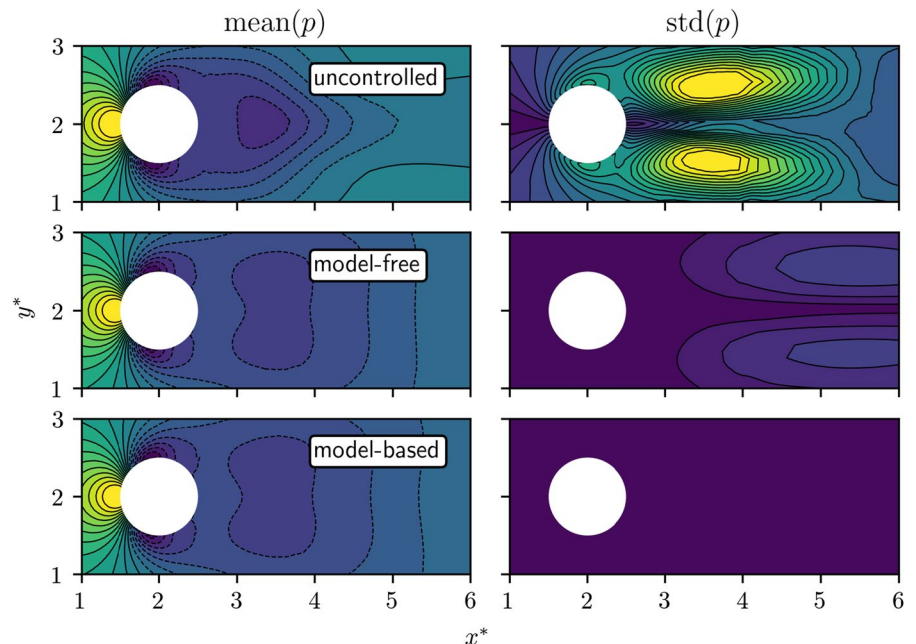 mean(p) std(p)
3
uncontrolled
2
1
3
model-free
y* 2
1
3
model-based
2
1
1 2 3 4 5 6 1 2 3 4 5 6
x*